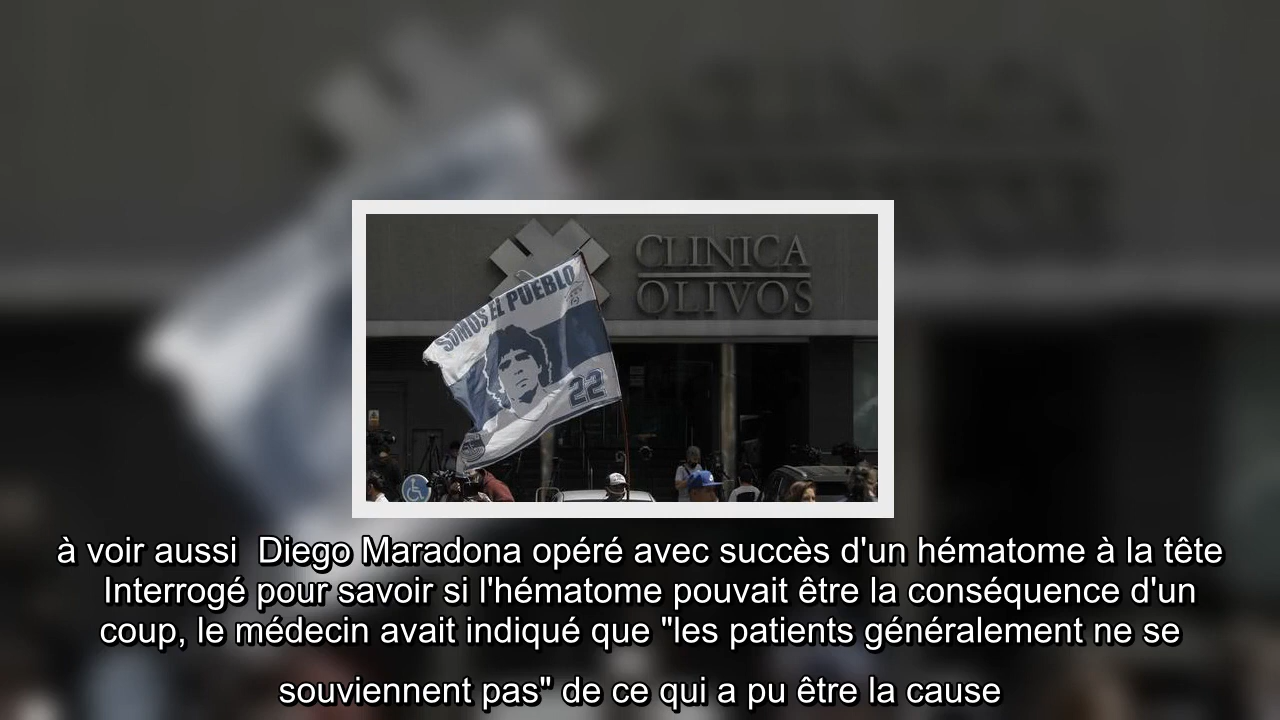 CLINICA
OLIVOS
SOMOS EL PUEBLO
22
à voir aussi  Diego Maradona opéré avec succès d'un hématome à la tête
Interrogé pour savoir si l'hématome pouvait être la conséquence d'un
coup, le médecin avait indiqué que "les patients généralement ne se
souviennent pas" de ce qui a pu être la cause